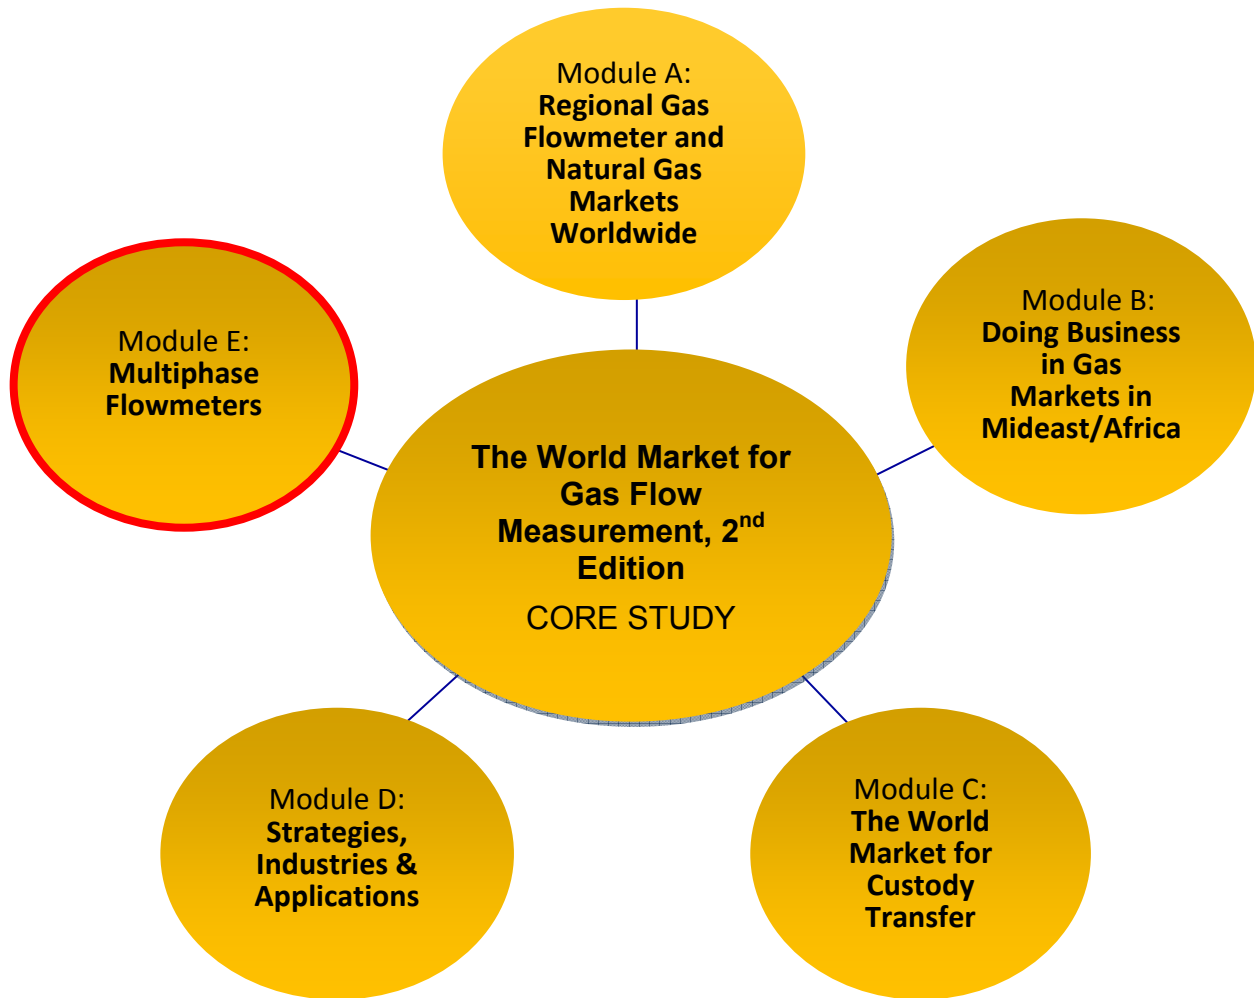 Module A:
Regional Gas
Flowmeter and
Natural Gas
Markets
Worldwide
Module B:
Doing Business
in Gas
Markets in
Mideast/Africa
Module E:
Multiphase
Flowmeters
The World Market for
Gas Flow
Measurement, 2nd
Edition
CORE STUDY
Module D:
Strategies,
Industries &
Applications
Module C:
The World
Market for
Custody
Transfer